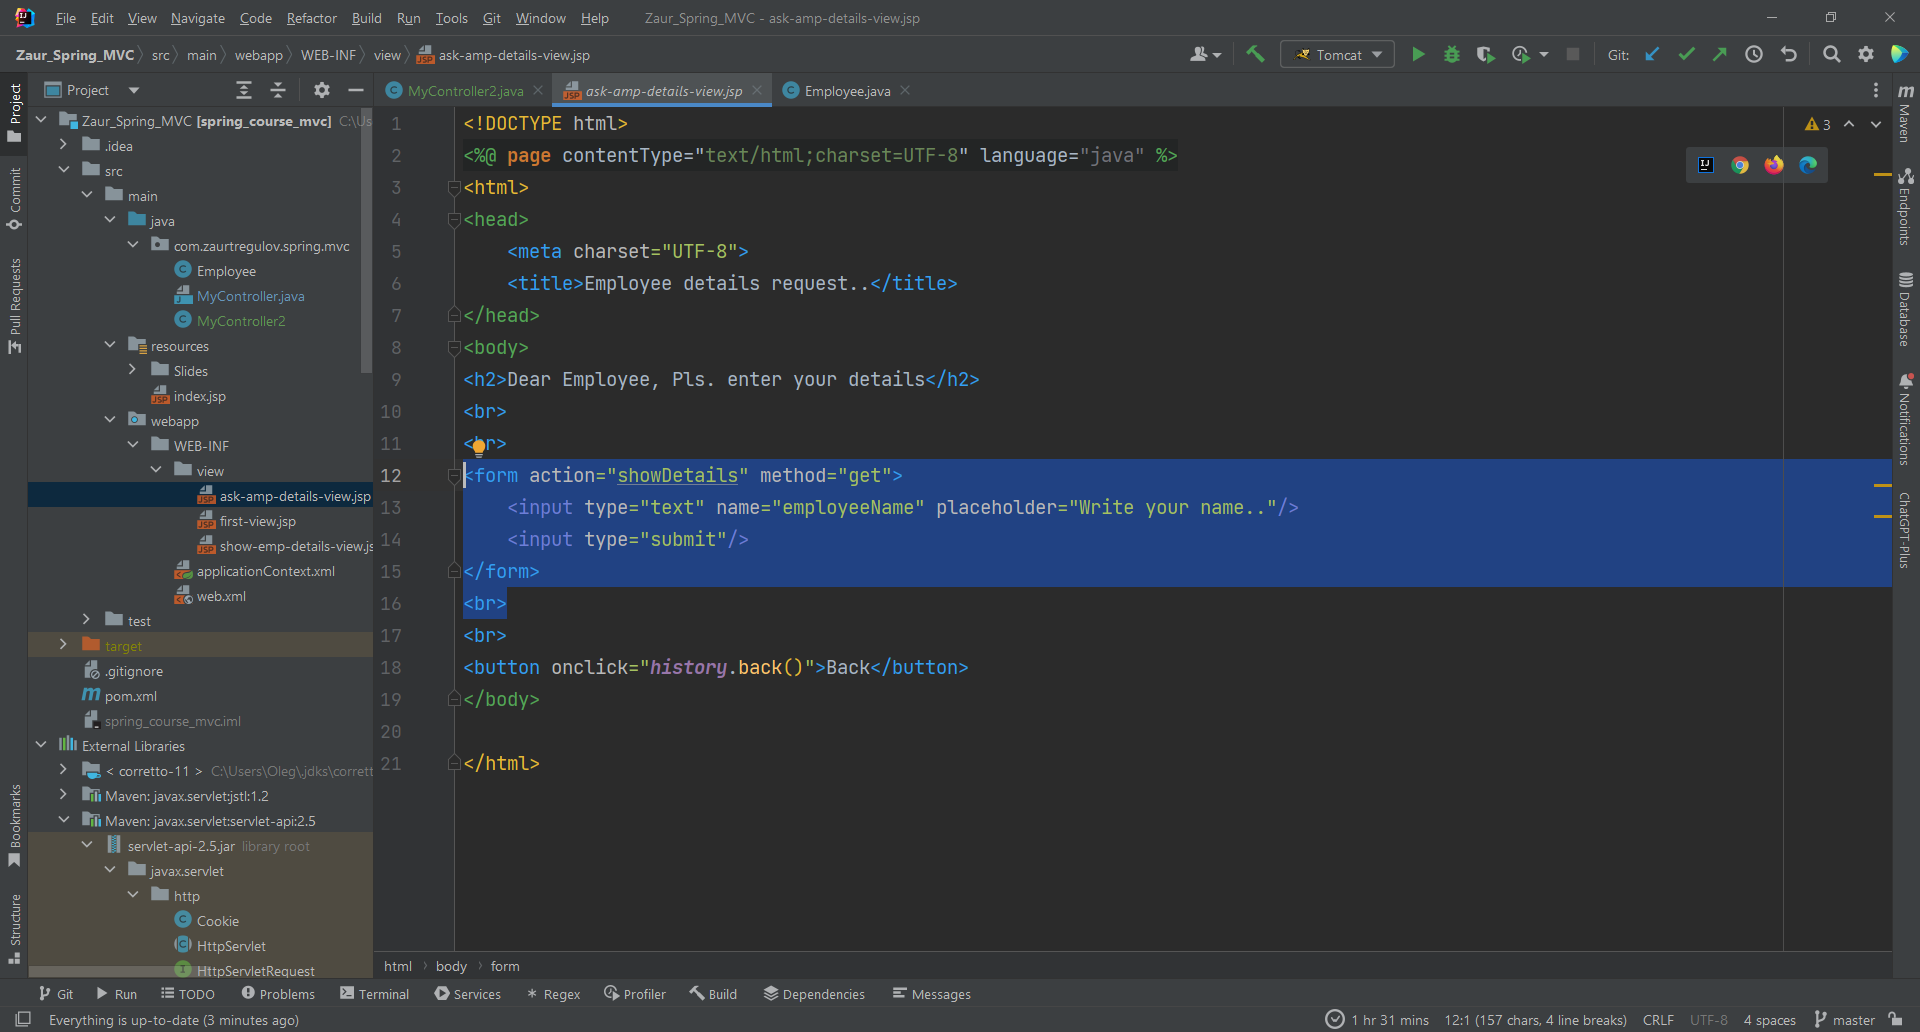 File Edit View Navigate Code Refactor Build Run Tools Git Window Help Zaur_Spring_MVC - ask-amp-details-view.jsp
Zaur_Spring_MVC src main webapp WEB-INF view ask-amp-details-view.jsp Tomcat Git:
Project
MyController2.java ask-amp-details-view.jsp Employee.java
Project
Commit
Pull Requests
Bookmarks
Structure
Zaur_Spring_MVC [spring_course_mvc] C:\Us
.idea
src
main
java
com.zaurtregulov.spring.mvc
Employee
MyController.java
MyController2
resources
Slides
index.jsp
webapp
WEB-INF
view
ask-amp-details-view.jsp
first-view.jsp
show-emp-details-view.js
applicationContext.xml
web.xml
test
target
.gitignore
pom.xml
spring_course_mvc.iml
External Libraries
< corretto-11 > C:\Users\Oleg\.jdks\corrett
Maven: javax.servlet:jstl:1.2
Maven: javax.servlet:servlet-api:2.5
servlet-api-2.5.jar library root
javax.servlet
http
Cookie
HttpServlet
HttpServletRequest
1 <!DOCTYPE html>
2 <%@ page contentType="text/html;charset=UTF-8" language="java" %>
3 <html>
4 <head>
5 <meta charset="UTF-8">
6 <title>Employee details request..</title>
7 </head>
8 <body>
9 <h2>Dear Employee, Pls. enter your details</h2>
10 <br>
11 <br>
12 <form action="showDetails" method="get">
13 <input type="text" name="employeeName" placeholder="Write your name.."/>
14 <input type="submit"/>
15 </form>
16 <br>
17 <br>
18 <button onclick="history.back()">Back</button>
19 </body>
20
21 </html>
3
Maven
Endpoints
Database
Notifications
ChatGPT-Plus
html body form
Git Run TODO Problems Terminal Services Regex Profiler Build Dependencies Messages
Everything is up-to-date (3 minutes ago) 1 hr 31 mins 12:1 (157 chars, 4 line breaks) CRLF UTF-8 4 spaces master